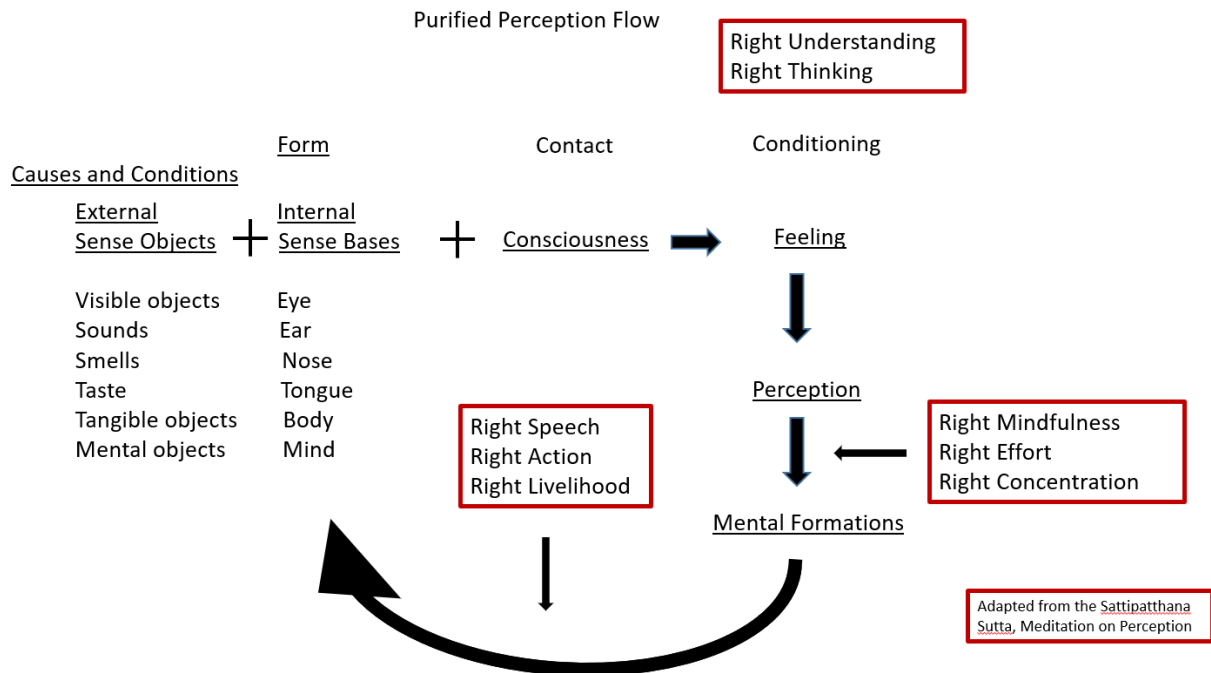 Purified Perception Flow
Right Understanding
Right Thinking
Form
Contact
Conditioning
Causes and Conditions
External
Sense Objects
+
Internal
Sense Bases
+
Consciousness
Feeling
Visible objects
Eye
Sounds
Ear
Smells
Nose
Taste
Tongue
Tangible objects
Body
Mental objects
Mind
Perception
Right Speech
Right Action
Right Livelihood
Right Mindfulness
Right Effort
Right Concentration
Mental Formations
Adapted from the Sattipatthana
Sutta, Meditation on Perception